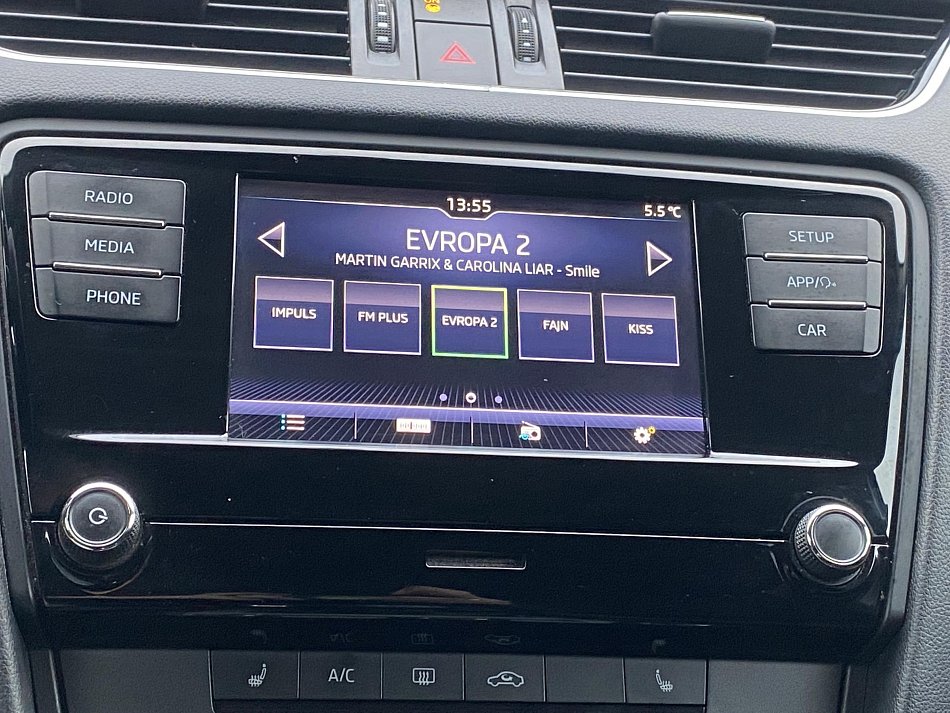 RADIO
MEDIA
PHONE
13:55
5.5℃
EVROPA 2
MARTIN GARRIX & CAROLINA LIAR - Smile
IMPULS
FM PLUS
EVROPA 2
FAJN
KISS
SETUP
APP/
CAR
A/C